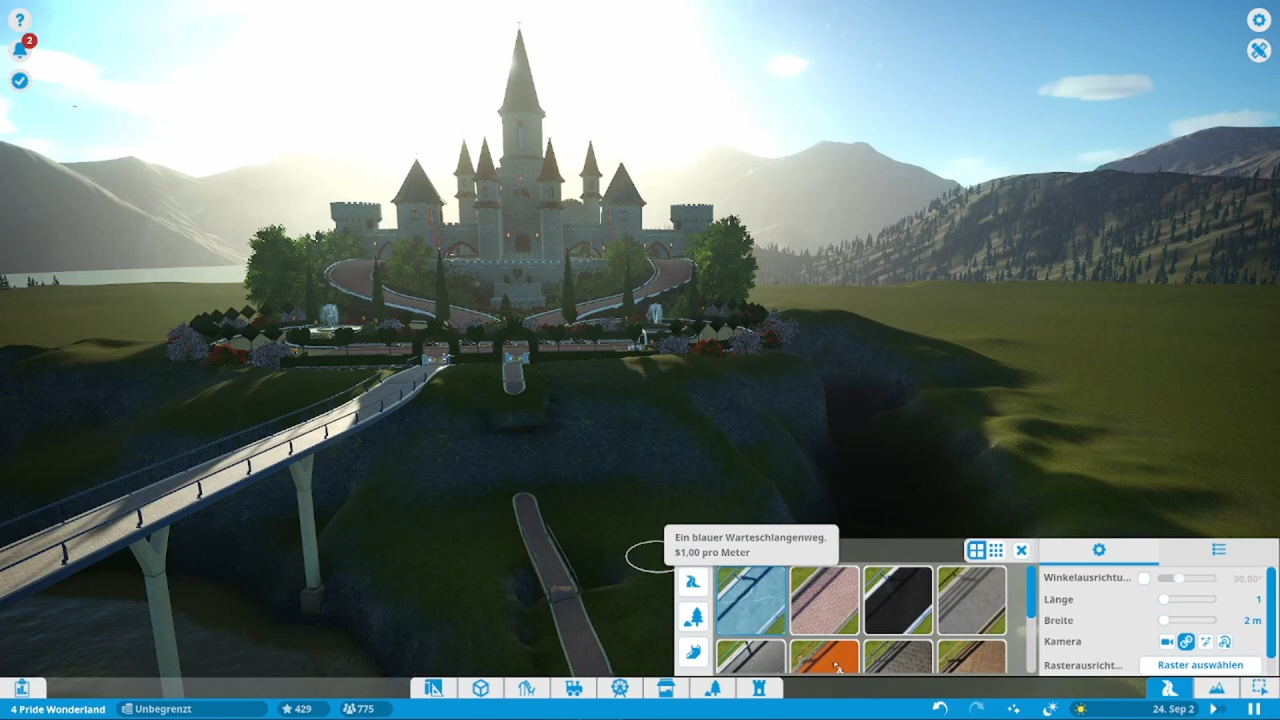 ?
2
Ein blauer Warteschlangenweg.
$1,00 pro Meter
Winkelausrichtu...
30,00°
Länge
1
Breite
2 m
Kamera
Rasterausricht...
Raster auswählen
4 Pride Wonderland
Unbegrenzt
429
775
24. Sep 2